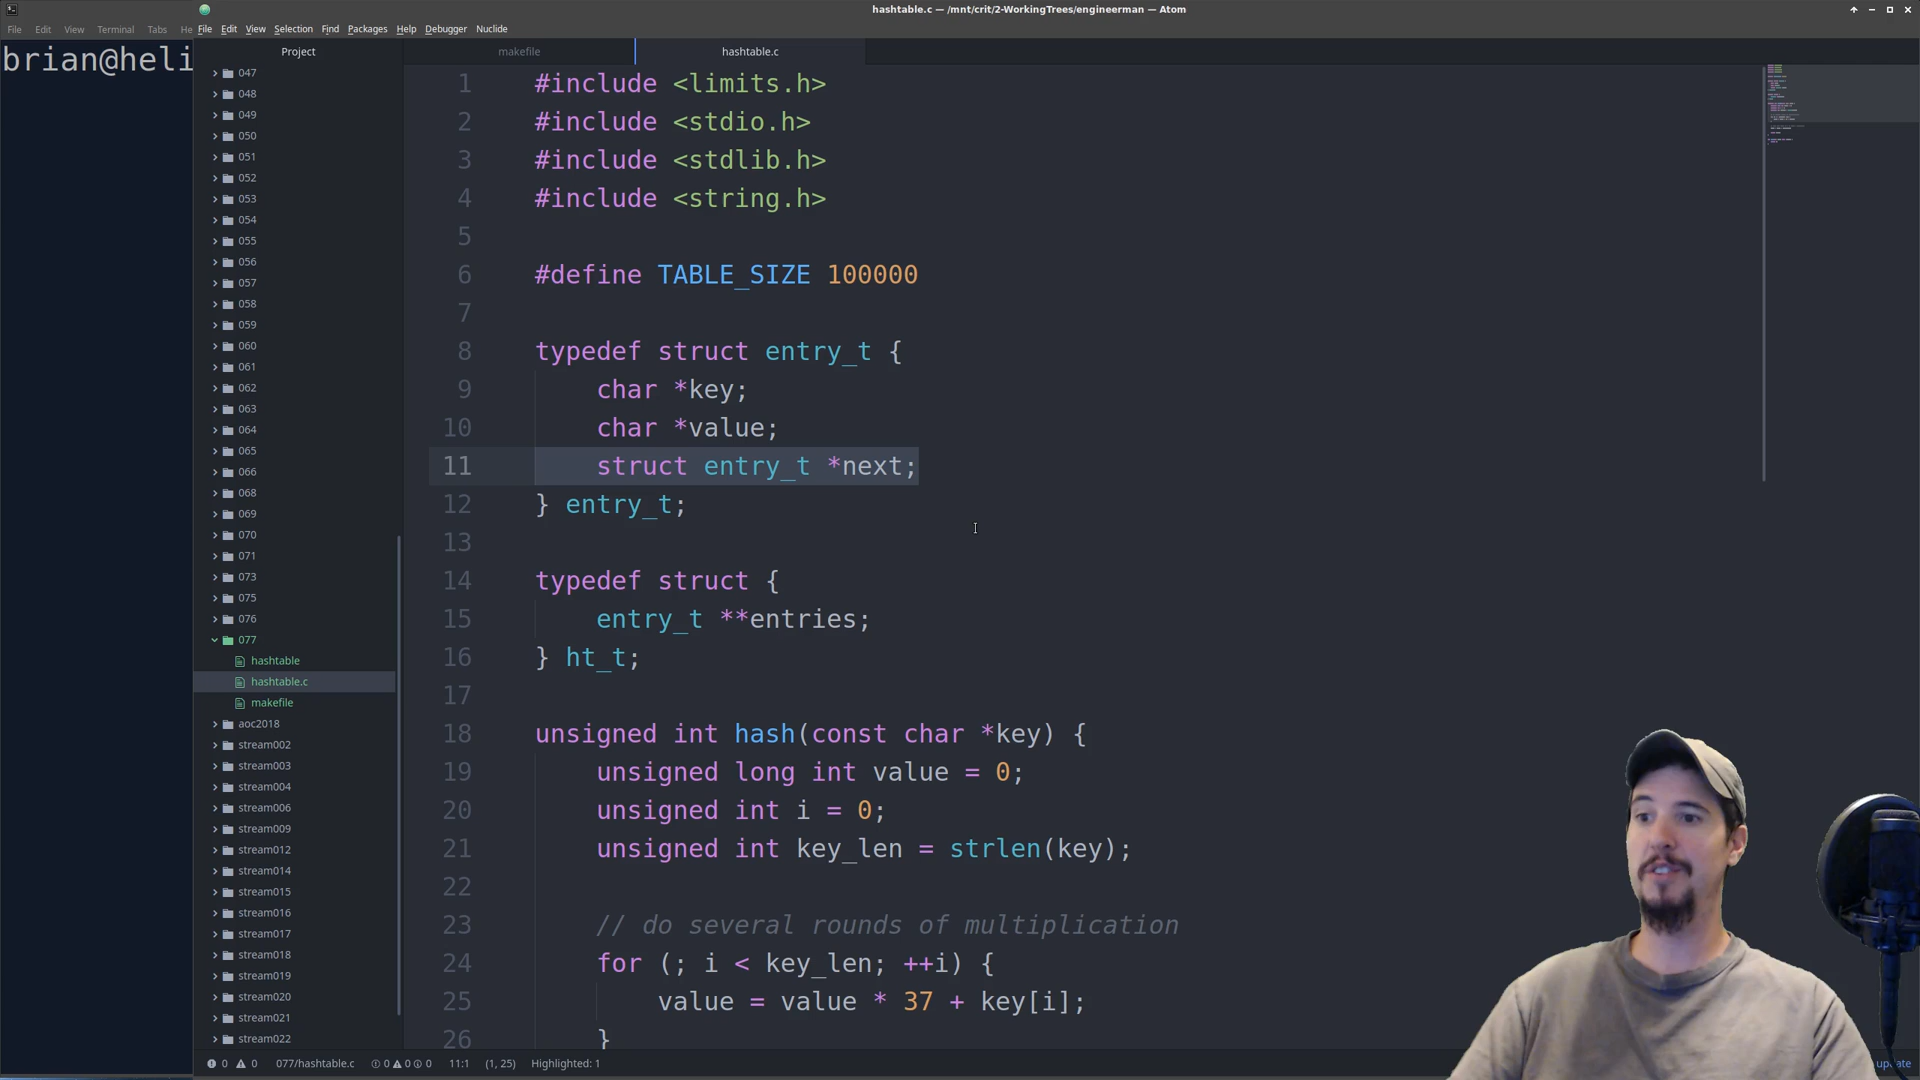 hashtable.c — /mnt/crit/2-WorkingTrees/engineerman — Atom
File Edit View Terminal Tabs He
File Edit View Selection Find Packages Help Debugger Nuclide
brian@heli
Project
makefile
hashtable.c
047
048
049
050
051
052
053
054
055
056
057
058
059
060
061
062
063
064
065
066
068
069
070
071
073
075
076
077
hashtable
hashtable.c
makefile
aoc2018
stream002
stream003
stream004
stream006
stream009
stream012
stream014
stream015
stream016
stream017
stream018
stream019
stream020
stream021
stream022
1 #include <limits.h>
2 #include <stdio.h>
3 #include <stdlib.h>
4 #include <string.h>
5
6 #define TABLE_SIZE 100000
7
8 typedef struct entry_t {
9 char *key;
10 char *value;
11 struct entry_t *next;
12 } entry_t;
13
14 typedef struct {
15 entry_t **entries;
16 } ht_t;
17
18 unsigned int hash(const char *key) {
19 unsigned long int value = 0;
20 unsigned int i = 0;
21 unsigned int key_len = strlen(key);
22
23 // do several rounds of multiplication
24 for (; i < key_len; ++i) {
25 value = value * 37 + key[i];
26 }
0 0 077/hashtable.c 0 0 0 11:1 (1, 25) Highlighted: 1
update